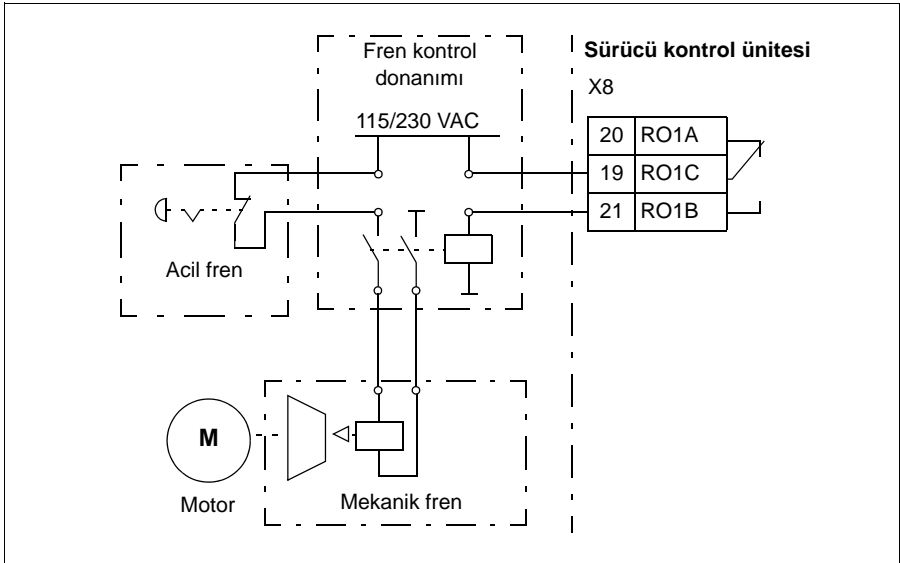 Fren kontrol
donanımı
115/230 VAC
Sürücü kontrol ünitesi
X8
20 RO1A
19 RO1C
21 RO1B
Acil fren
M
Motor
Mekanik fren